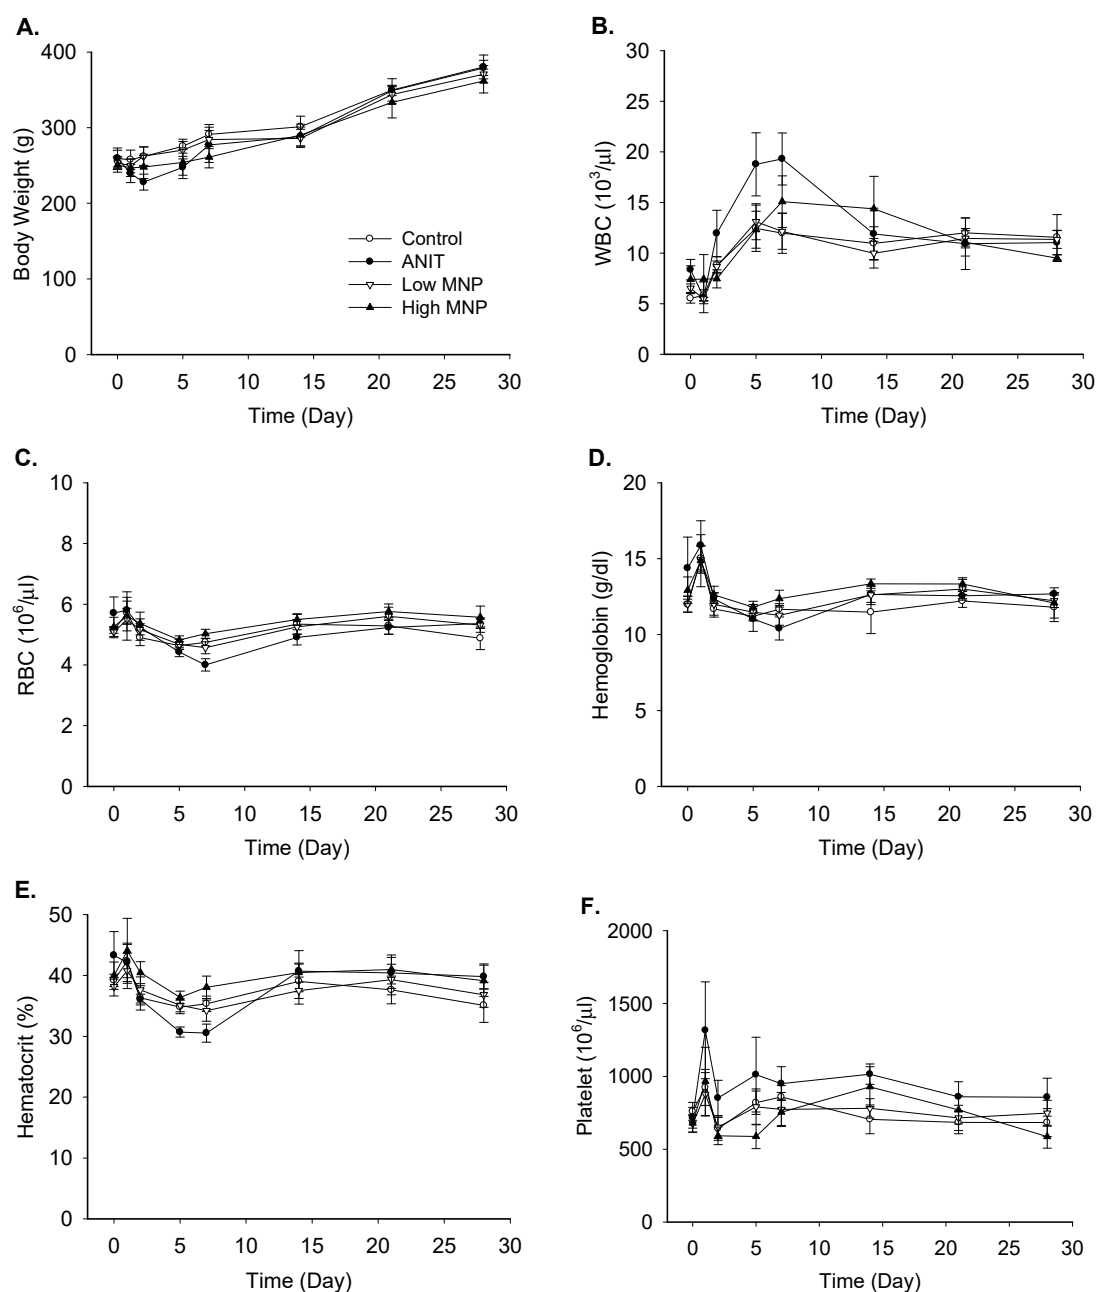 A.
400
300
200
100
0
Body Weight (g)
Control
ANIT
Low MNP
High MNP
0 5 10 15 20 25 30
Time (Day)
B.
30
25
20
15
10
5
0
WBC (10³/µl)
0 5 10 15 20 25 30
Time (Day)
C.
10
8
6
4
2
0
RBC (10⁶/µl)
0 5 10 15 20 25 30
Time (Day)
D.
20
15
10
5
0
Hemoglobin (g/dl)
0 5 10 15 20 25 30
Time (Day)
E.
50
40
30
20
10
0
Hematocrit (%)
0 5 10 15 20 25 30
Time (Day)
F.
2000
1500
1000
500
0
Platelet (10⁶/µl)
0 5 10 15 20 25 30
Time (Day)